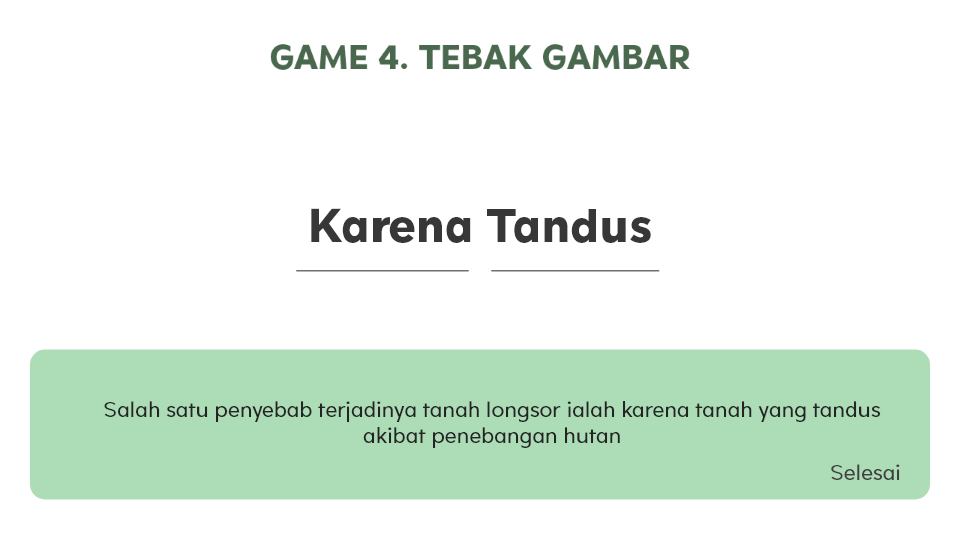 GAME 4. TEBAK GAMBAR
Karena Tandus
Salah satu penyebab terjadinya tanah longsor ialah karena tanah yang tandus
akibat penebangan hutan
Selesai